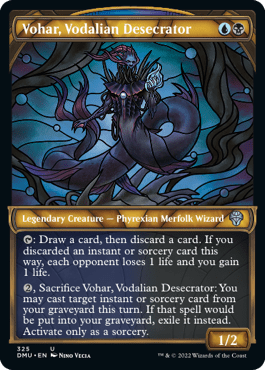 Vohar, Vodalian Desecrator
Legendary Creature — Phyrexian Merfolk Wizard
: Draw a card, then discard a card. If you
discarded an instant or sorcery card this
way, each opponent loses 1 life and you gain
1 life.
2, Sacrifice Vohar, Vodalian Desecrator: You
may cast target instant or sorcery card from
your graveyard this turn. If that spell would
be put into your graveyard, exile it instead.
Activate only as a sorcery.
1/2
325 U
DMU • EN Nino Vecia
™ & © 2022 Wizards of the Coast